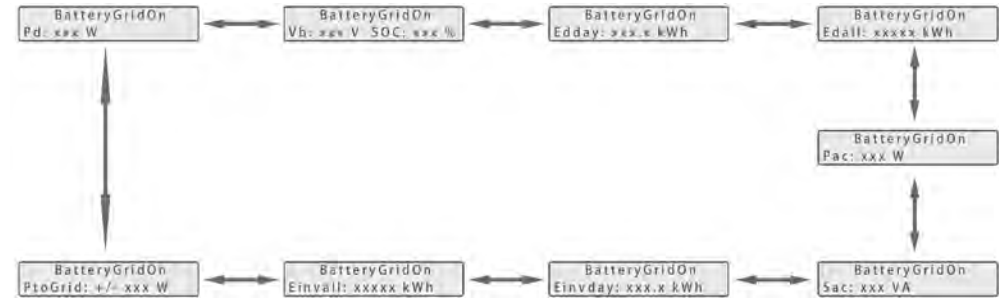 BatteryGridOn
Pd: xxx W
BatteryGridOn
Vb: xxx V SOC: xxx %
BatteryGridOn
Edday: xxx.x kWh
BatteryGridOn
Edall: xxxxx kWh
BatteryGridOn
Pac: xxx W
BatteryGridOn
PtoGrid: +/- xxx W
BatteryGridOn
Einvall: xxxxx kWh
BatteryGridOn
Einvday: xxx.x kWh
BatteryGridOn
Sac: xxx VA